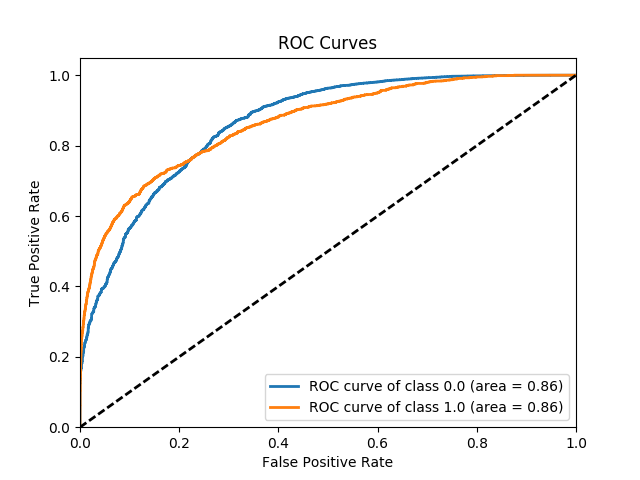 ROC Curves
1.0
0.8
0.6
0.4
0.2
0.0
True Positive Rate
ROC curve of class 0.0 (area = 0.86)
ROC curve of class 1.0 (area = 0.86)
0.0 0.2 0.4 0.6 0.8 1.0
False Positive Rate